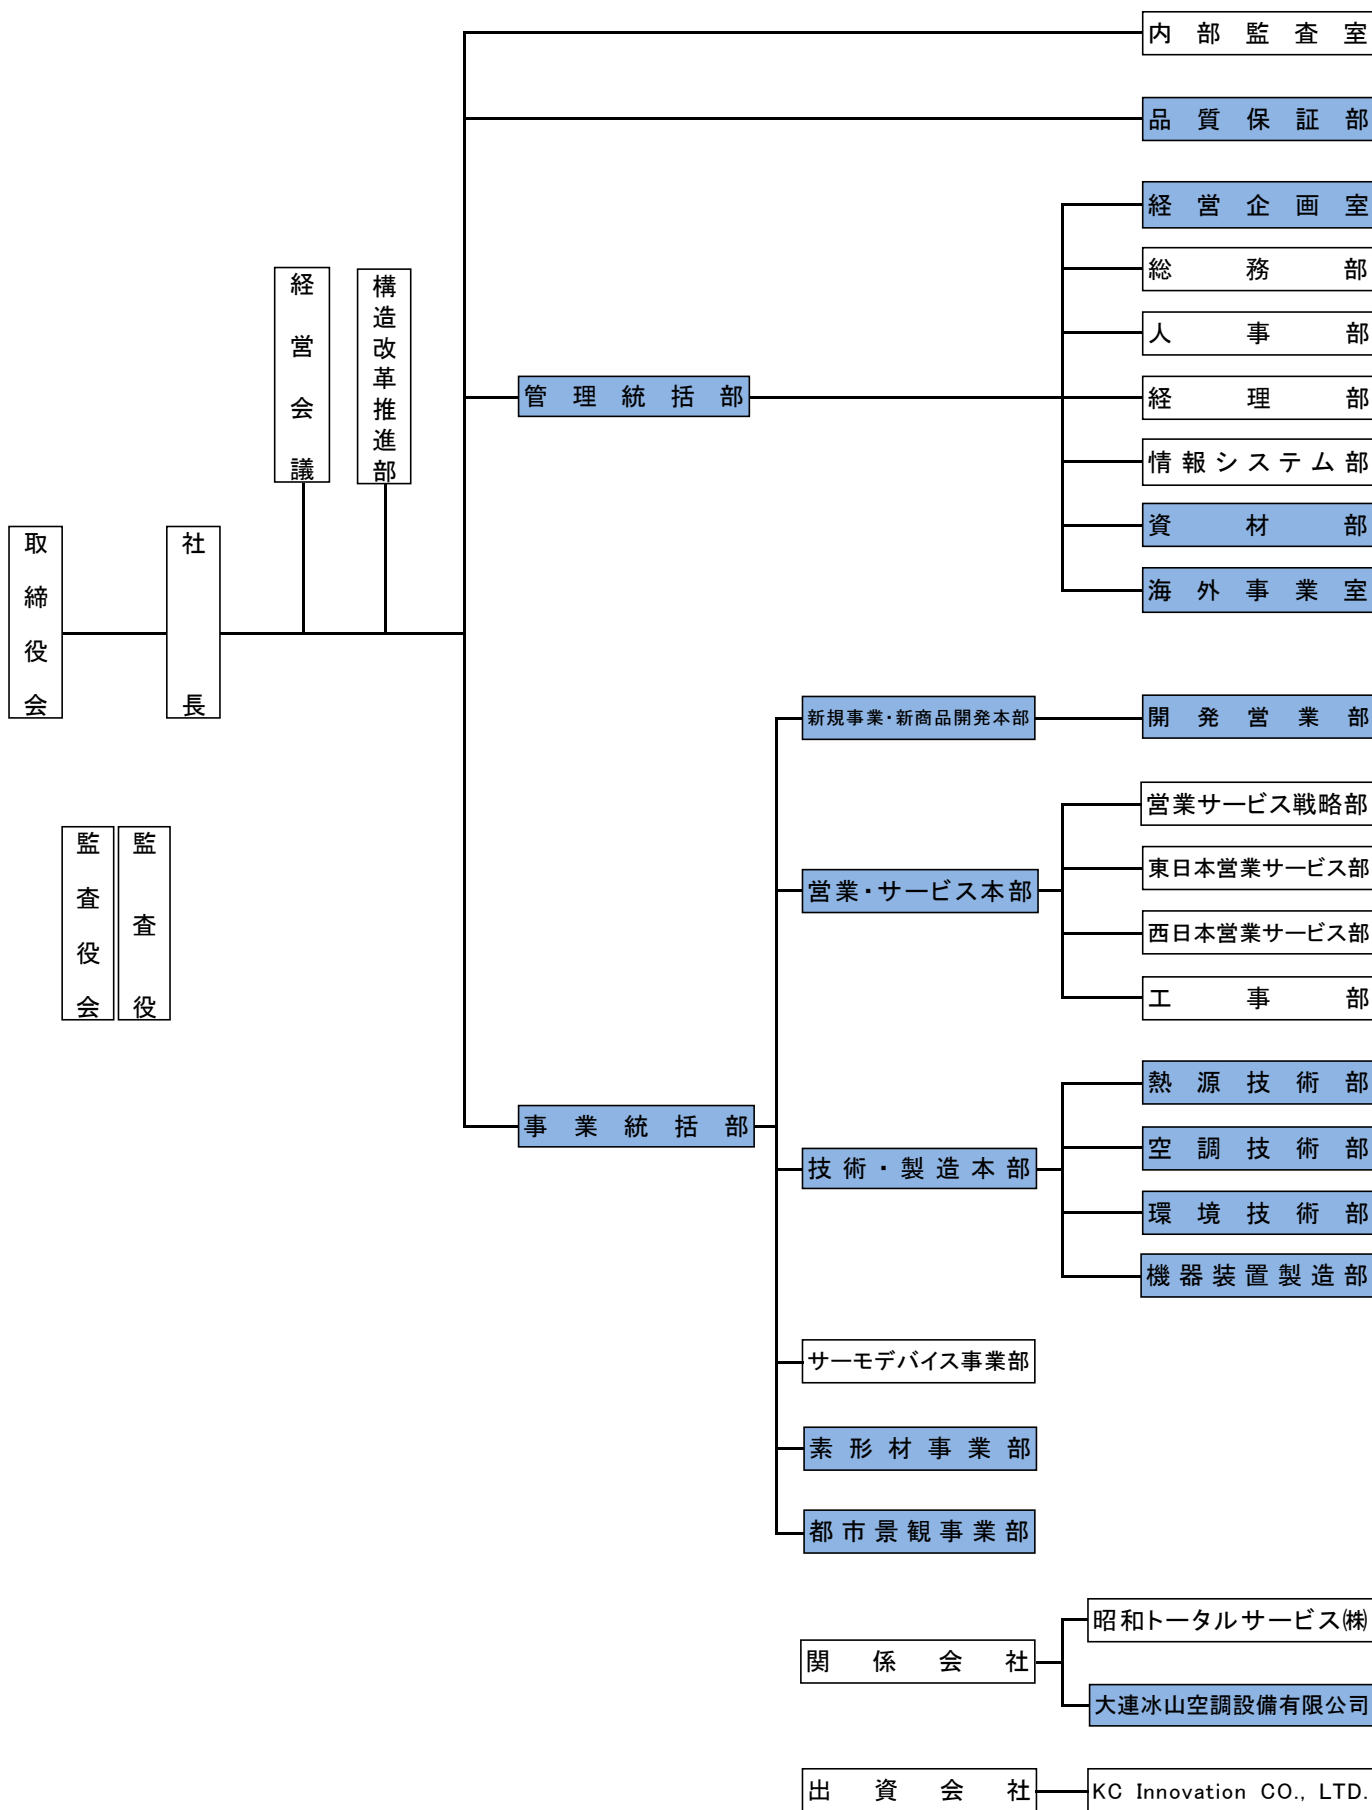 内部監査室
品質保証部
経営企画室
総務部
人事部
経理部
情報システム部
資材部
海外事業室
管理統括部
経営会議
構造改革推進部
取締役会
社長
監査役会
監査役
新規事業・新商品開発本部
開発営業部
営業サービス戦略部
東日本営業サービス部
営業・サービス本部
西日本営業サービス部
工事部
熱源技術部
事業統括部
空調技術部
技術・製造本部
環境技術部
機器装置製造部
サーモデバイス事業部
素形材事業部
都市景観事業部
昭和トータルサービス㈱
関係会社
大連冰山空調設備有限公司
出資会社
KC Innovation CO., LTD.